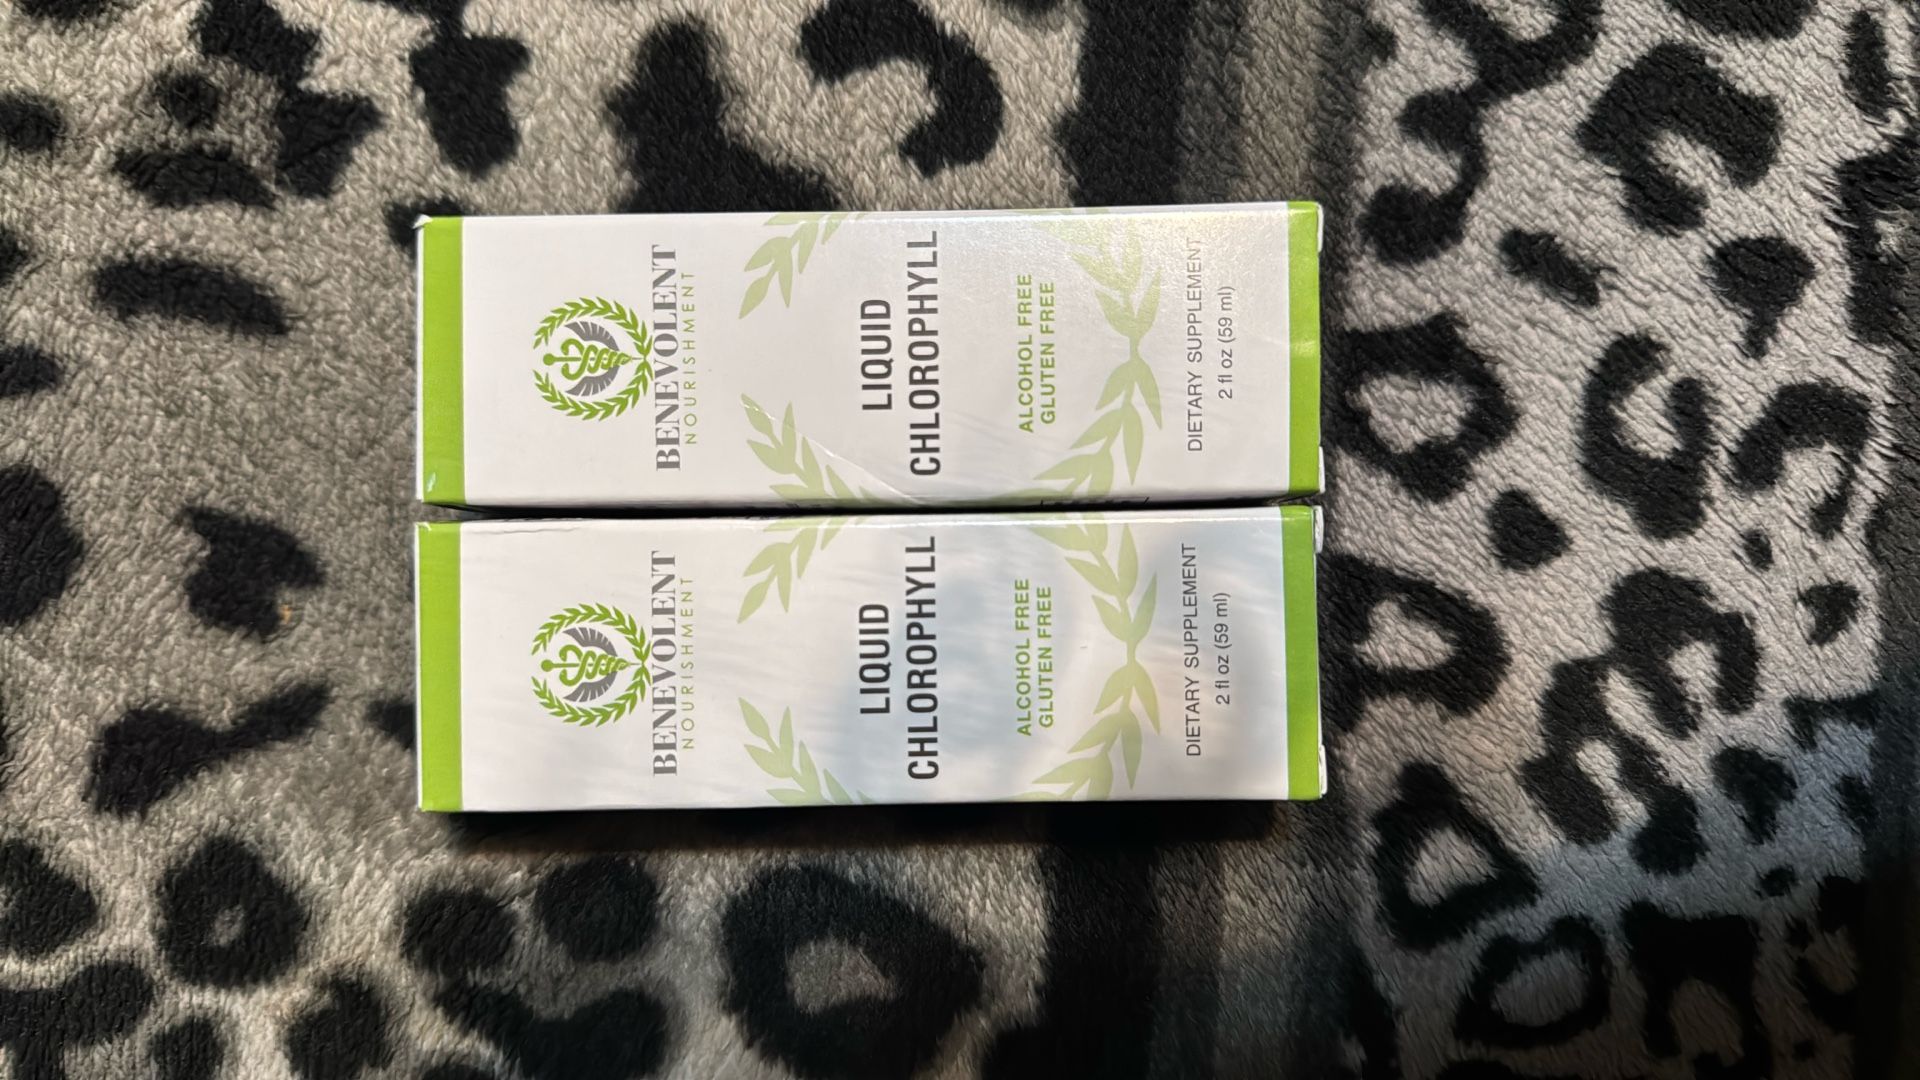 BENEVOLENT
NOURISHMENT
LIQUID
CHLOROPHYLL
ALCOHOL FREE
GLUTEN FREE
DIETARY SUPPLEMENT
2 fl oz (59 ml)
BENEVOLENT
NOURISHMENT
LIQUID
CHLOROPHYLL
ALCOHOL FREE
GLUTEN FREE
DIETARY SUPPLEMENT
2 fl oz (59 ml)